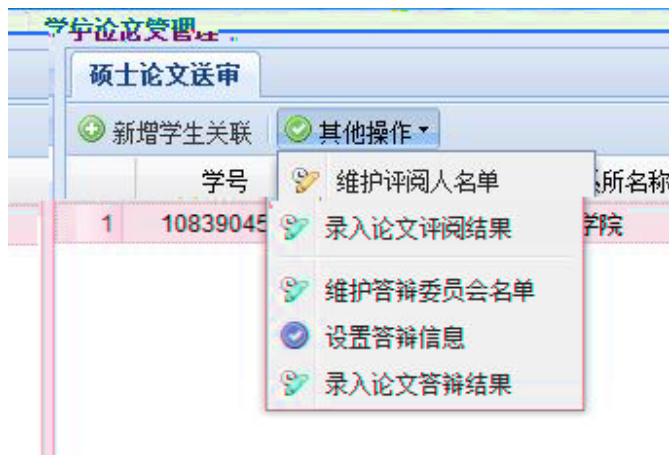 学位论文管理
硕士论文送审
新增学生关联 其他操作
学号 所名称
1 10839045 学院
维护评阅人名单
录入论文评阅结果
维护答辩委员会名单
设置答辩信息
录入论文答辩结果